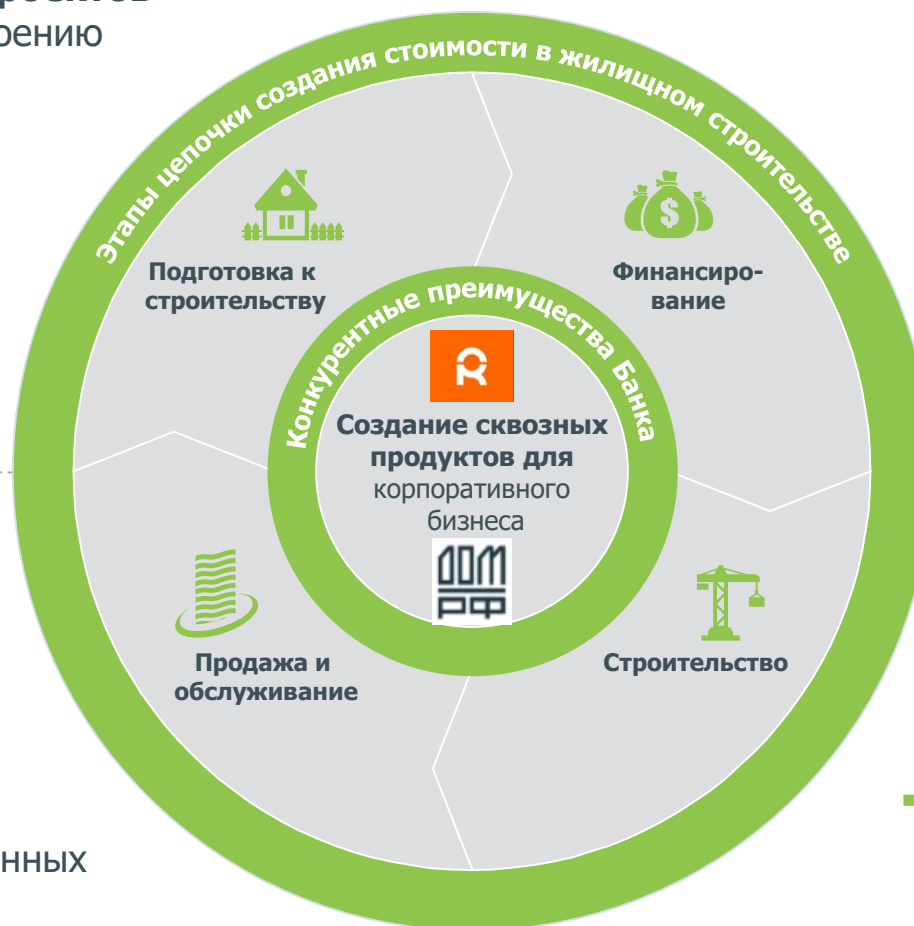 роектов
рению
Этапы цепочки создания стоимости в жилищном строительстве
Подготовка к
строительству
Финансиро-
вание
Конкурентные преимущества Банка
Создание сквозных
продуктов для
корпоративного
бизнеса
ДОМ
РФ
Продажа и
обслуживание
Строительство
нных